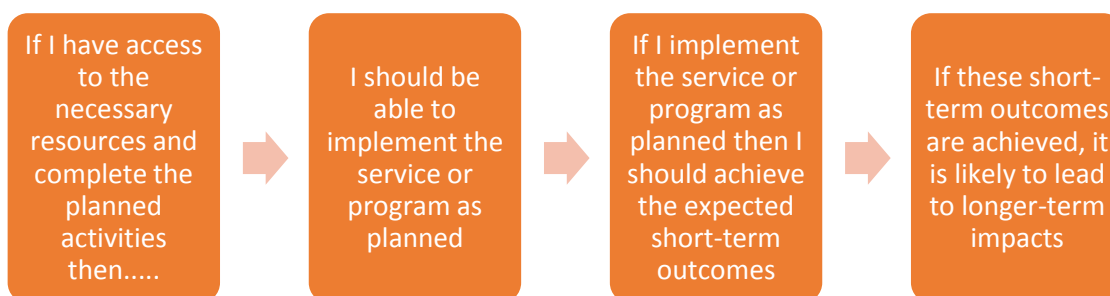 If I have access
to the
necessary
resources and
complete the
planned
activities
then.....
I should be
able to
implement the
service or
program as
planned
If I implement
the service or
program as
planned then I
should achieve
the expected
short-term
outcomes
If these short-
term outcomes
are achieved, it
is likely to lead
to longer-term
impacts